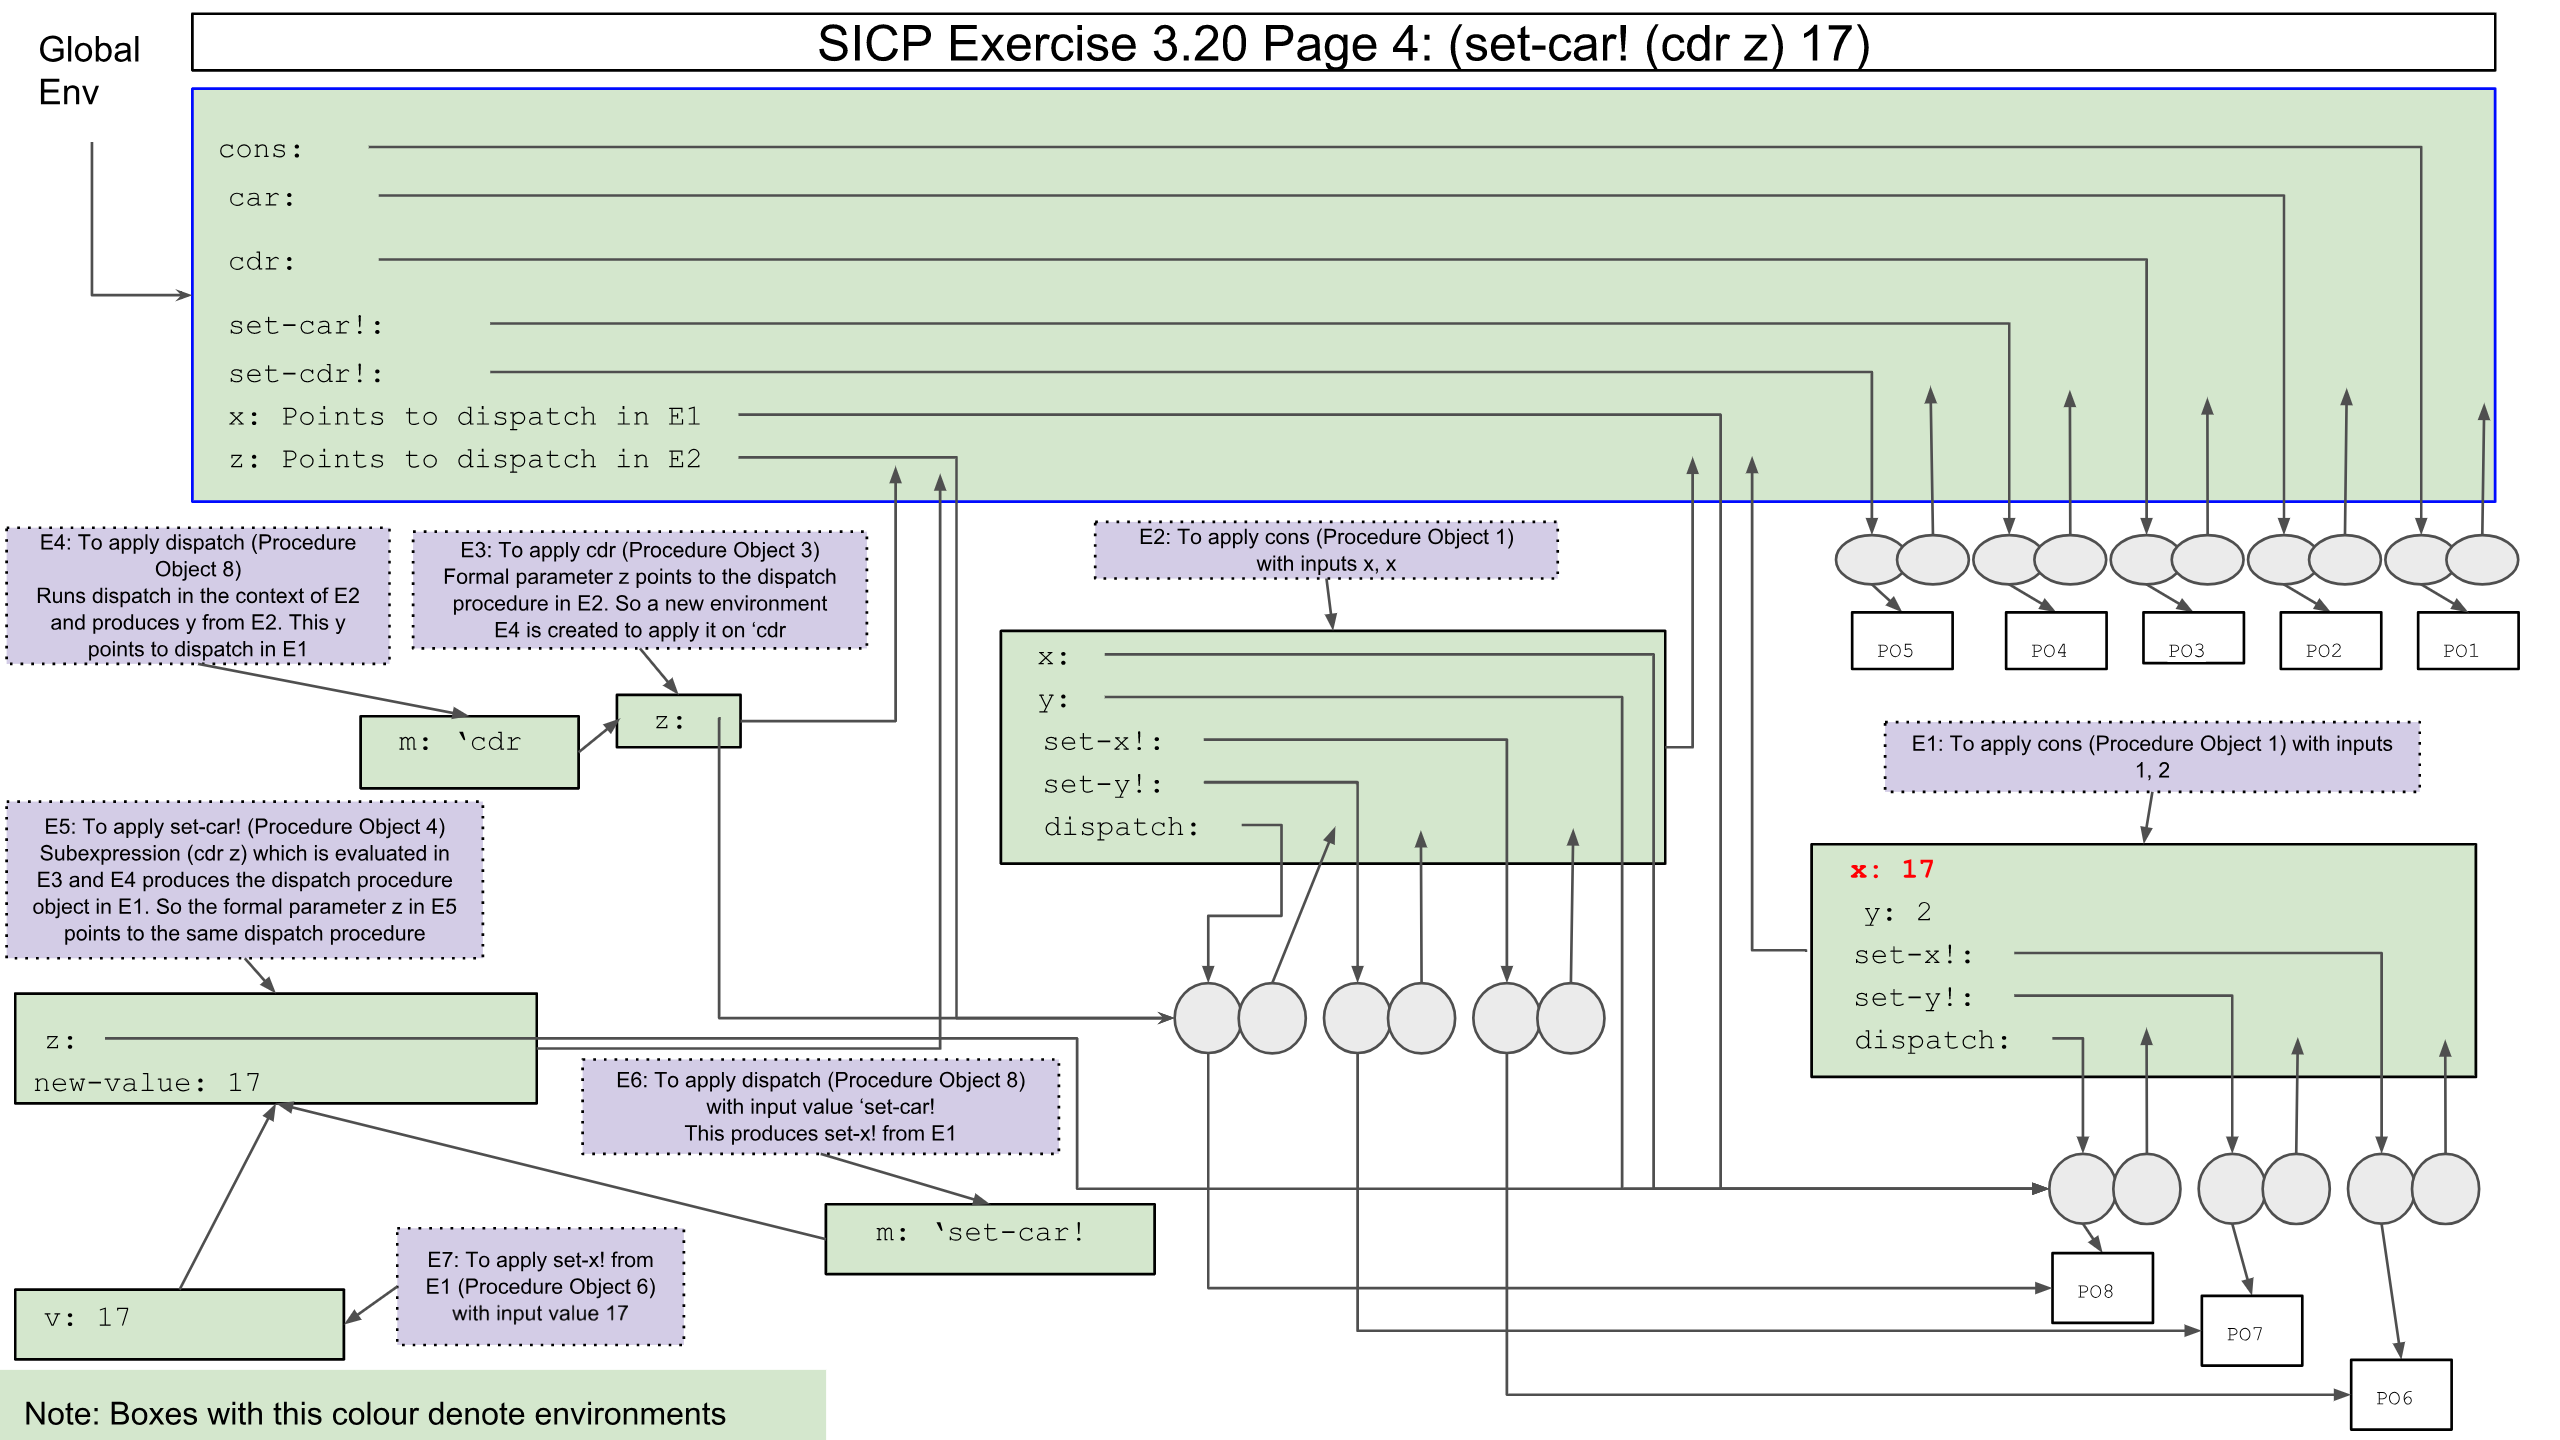 SICP Exercise 3.20 Page 4: (set-car! (cdr z) 17)
Global
Env
cons:
car:
cdr:
set-car!:
set-cdr!:
x: Points to dispatch in E1
z: Points to dispatch in E2
E4: To apply dispatch (Procedure
Object 8)
Runs dispatch in the context of E2
and produces y from E2. This y
points to dispatch in E1
E3: To apply cdr (Procedure Object 3)
Formal parameter z points to the dispatch
procedure in E2. So a new environment
E4 is created to apply it on ‘cdr
E2: To apply cons (Procedure Object 1)
with inputs x, x
PO5
PO4
PO3
PO2
PO1
m: ‘cdr
z:
x:
y:
set-x!:
set-y!:
dispatch:
E1: To apply cons (Procedure Object 1) with inputs
1, 2
x: 17
y: 2
set-x!:
set-y!:
dispatch:
E5: To apply set-car! (Procedure Object 4)
Subexpression (cdr z) which is evaluated in
E3 and E4 produces the dispatch procedure
object in E1. So the formal parameter z in E5
points to the same dispatch procedure
z:
new-value: 17
E6: To apply dispatch (Procedure Object 8)
with input value ‘set-car!
This produces set-x! from E1
m: ‘set-car!
E7: To apply set-x! from
E1 (Procedure Object 6)
with input value 17
v: 17
PO8
PO7
PO6
Note: Boxes with this colour denote environments